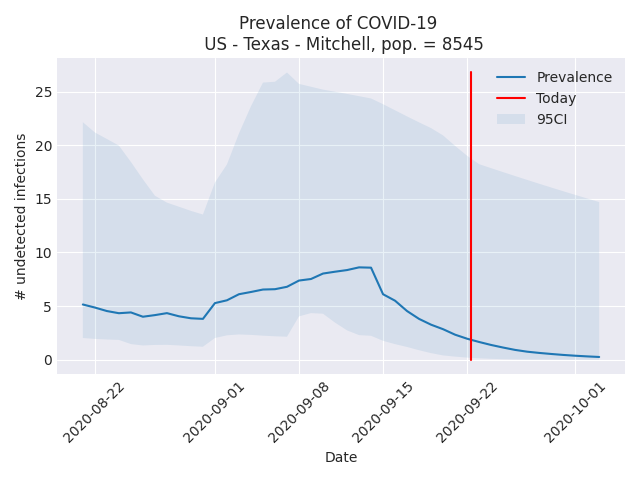 Prevalence of COVID-19
US - Texas - Mitchell, pop. = 8545
Prevalence
Today
95CI
# undetected infections
25
20
15
10
5
0
2020-08-22
2020-09-01
2020-09-08
2020-09-15
2020-09-22
2020-10-01
Date